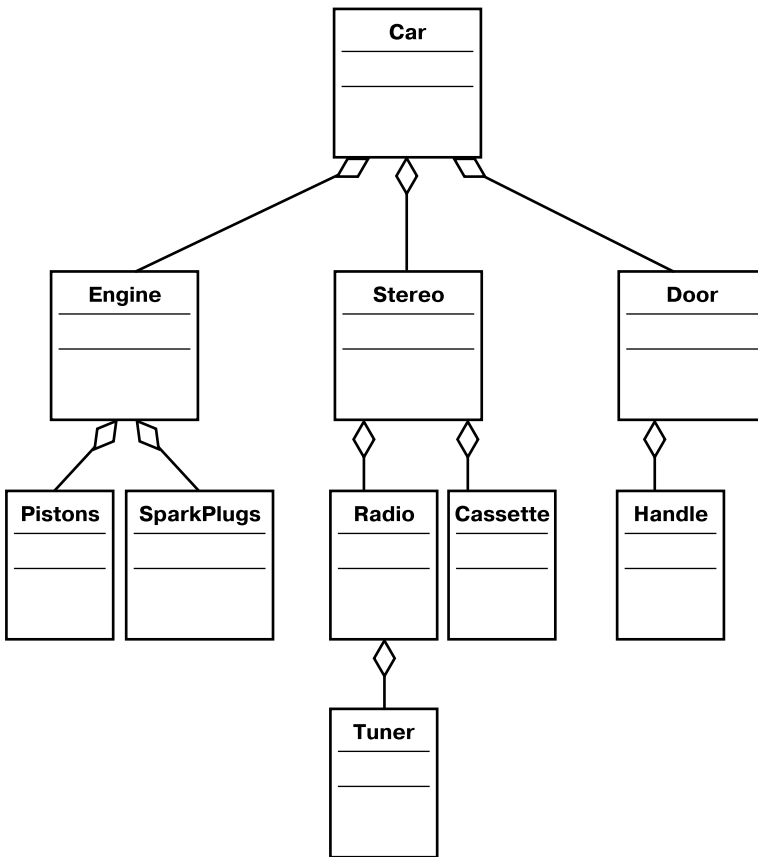 Car
Engine
Stereo
Door
Pistons
SparkPlugs
Radio
Cassette
Handle
Tuner